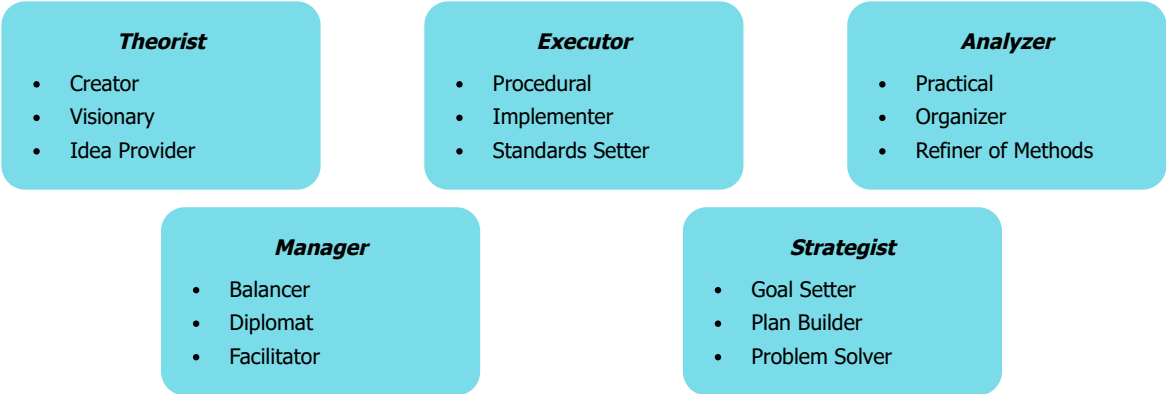 Theorist
• Creator
• Visionary
• Idea Provider
Executor
• Procedural
• Implementer
• Standards Setter
Analyzer
• Practical
• Organizer
• Refiner of Methods
Manager
• Balancer
• Diplomat
• Facilitator
Strategist
• Goal Setter
• Plan Builder
• Problem Solver